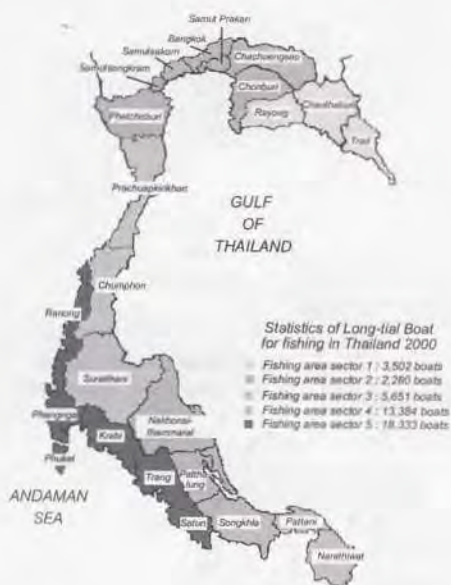 Samut Prakan
Bangkok
Samutsakorn
Samutsongkram
Chachoengsao
Phetchaburi
Chonburi
Rayong
Chanthaburi
Trad
Prachuapkirikhan
GULF
OF
THAILAND
Chumphon
Ranong
Statistics of Long-tial Boat
for fishing in Thailand 2000
Fishing area sector 1 : 3,502 boats
Fishing area sector 2 : 2,280 boats
Fishing area sector 3 : 5,651 boats
Fishing area sector 4 : 13,384 boats
Fishing area sector 5 : 18,333 boats
Suratthani
Phangnga
Nakhonsi-
thammarat
Krabi
Phuket
Trang
Pattha
lung
ANDAMAN
SEA
Satun
Songkhla
Pattani
Narathiwat